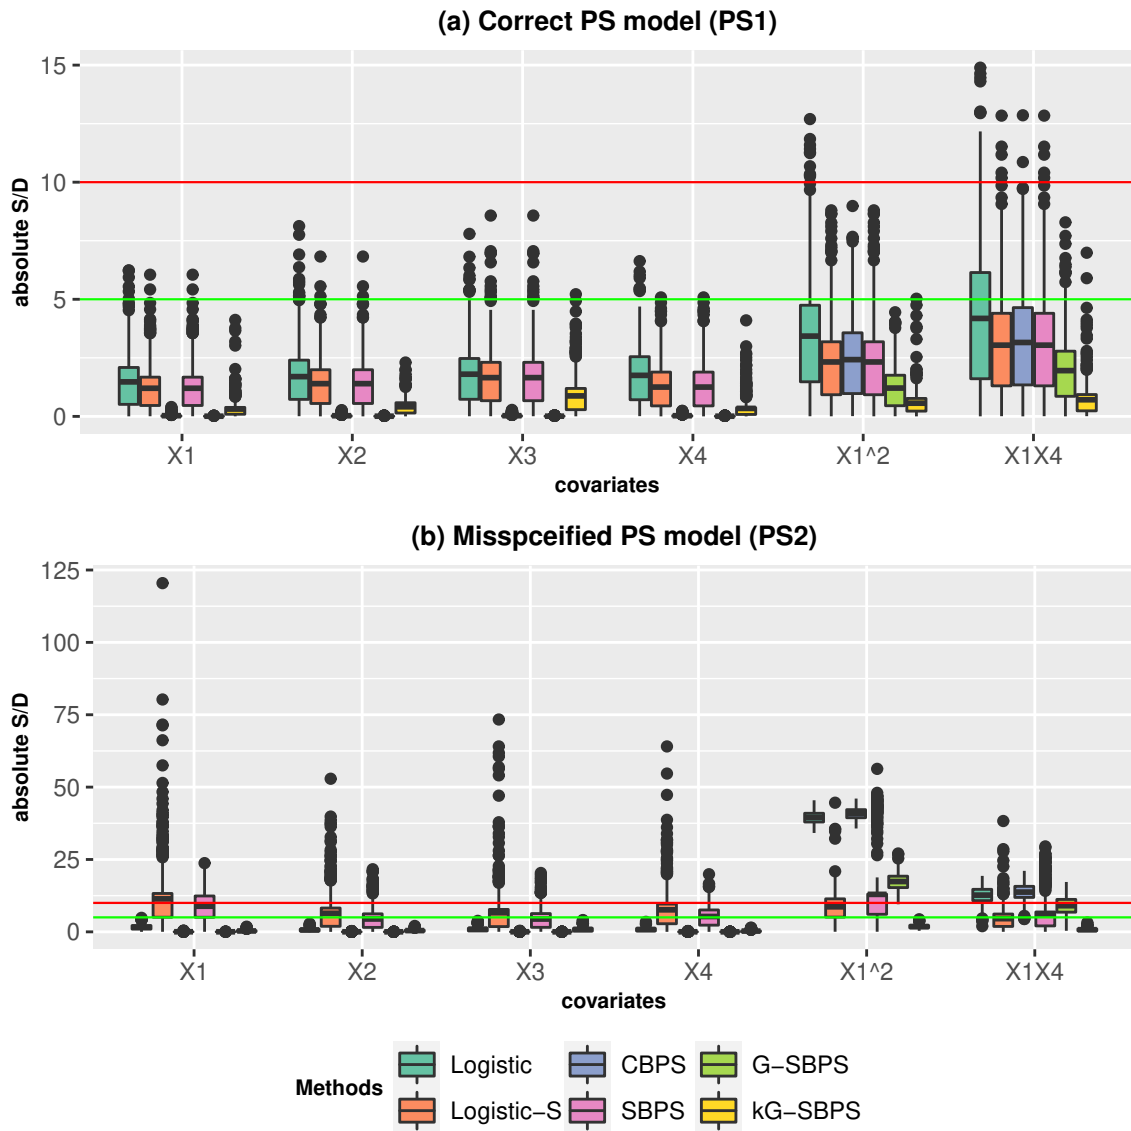 (a) Correct PS model (PS1)
15
10
5
0
absolute S/D
X1 X2 X3 X4 X1^2 X1X4
covariates
(b) Misspceified PS model (PS2)
125
100
75
50
25
0
absolute S/D
X1 X2 X3 X4 X1^2 X1X4
covariates
Methods
Logistic CBPS G−SBPS
Logistic−S SBPS kG−SBPS